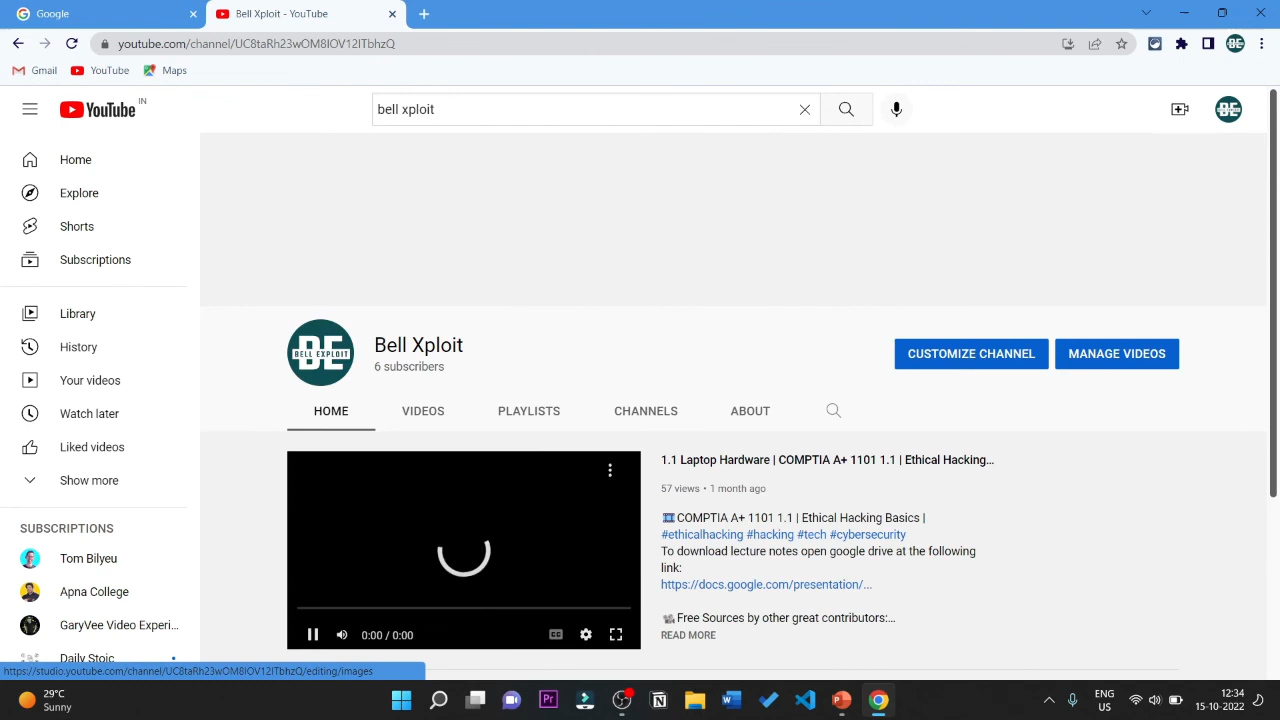 Google
Bell Xploit - YouTube
youtube.com/channel/UC8taRh23wOM8IOV12ITbhzQ
BE
Gmail
YouTube
Maps
YouTube IN
bell xploit
BE
Home
Explore
Shorts
Subscriptions
Library
History
Your videos
Watch later
Liked videos
Show more
SUBSCRIPTIONS
Tom Bilyeu
Apna College
GaryVee Video Experi...
Daily Stoic
BE
BELL EXPLOIT
Bell Xploit
6 subscribers
CUSTOMIZE CHANNEL
MANAGE VIDEOS
HOME
VIDEOS
PLAYLISTS
CHANNELS
ABOUT
0:00 / 0:00
1.1 Laptop Hardware | COMPTIA A+ 1101 1.1 | Ethical Hacking...
57 views • 1 month ago
COMPTIA A+ 1101 1.1 | Ethical Hacking Basics |
#ethicalhacking #hacking #tech #cybersecurity
To download lecture notes open google drive at the following
link:
https://docs.google.com/presentation/...
Free Sources by other great contributors:...
READ MORE
https://studio.youtube.com/channel/UC8taRh23wOM8IOV12ITbhzQ/editing/images
29°C
Sunny
Pr
ENG
US
12:34
15-10-2022